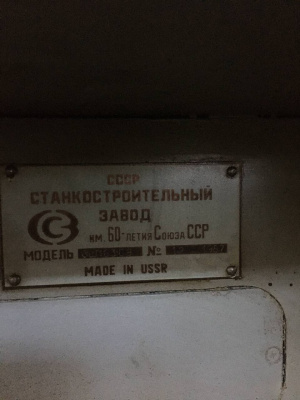 СССР
СТАНКОСТРОИТЕЛЬНЫЙ
ЗАВОД
им. 60-летия Союза ССР
МОДЕЛЬ №
MADE IN USSR